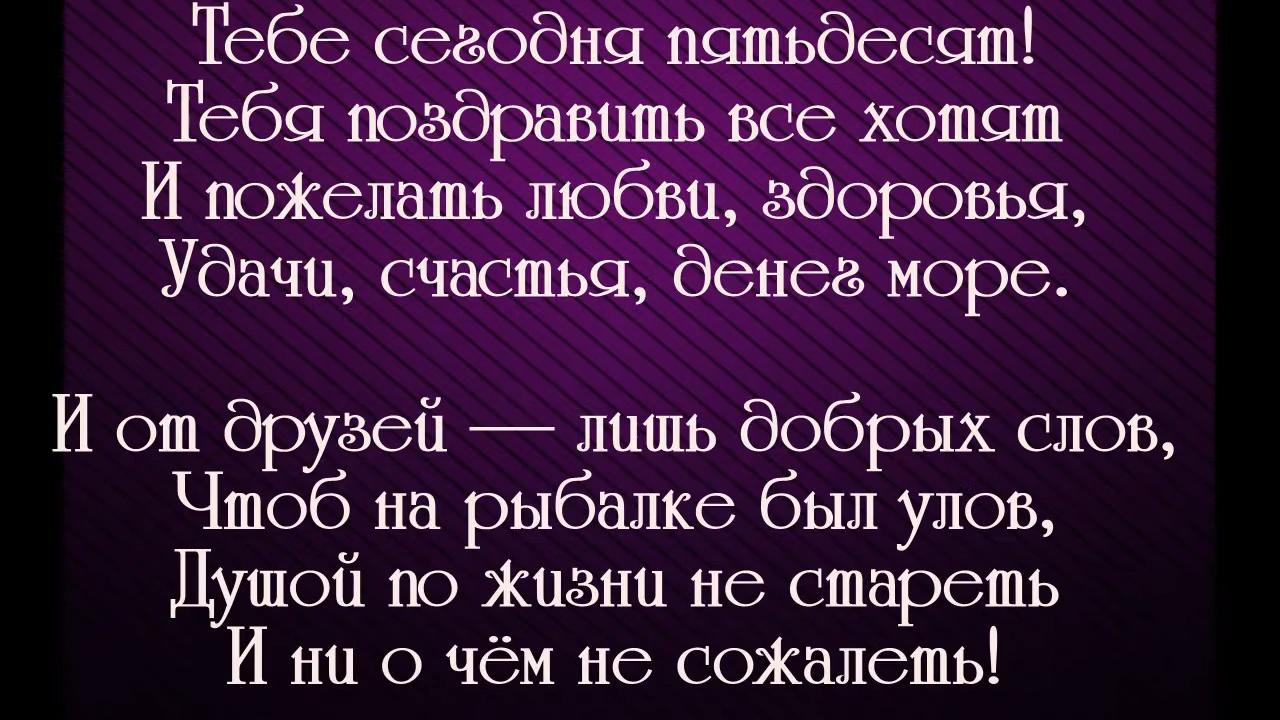 Тебе сегодня пятьдесят!
Тебя поздравить все хотят
И пожелать любви, здоровья,
Удачи, счастья, денег море.
И от друзей — лишь добрых слов,
Чтоб на рыбалке был улов,
Душой по жизни не стареть
И ни о чём не сожалеть!